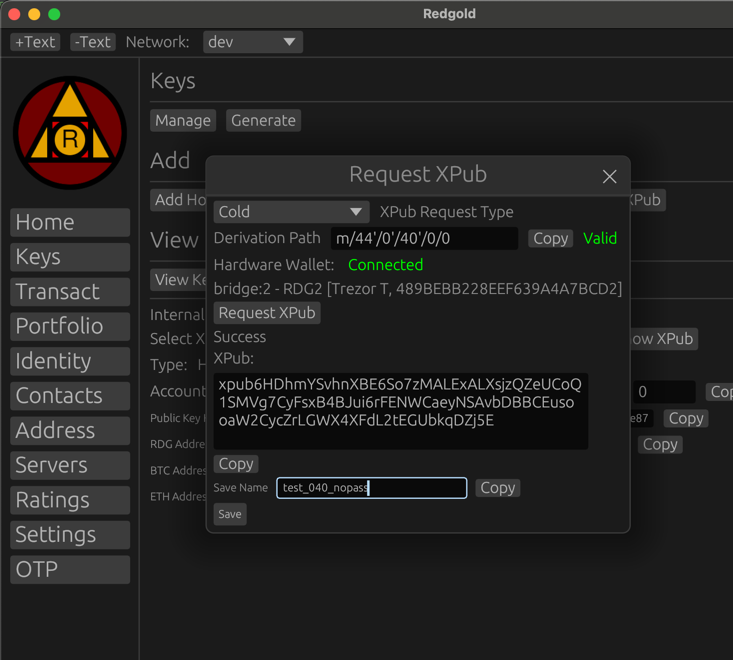 Redgold
+Text -Text Network: dev
Keys
Manage Generate
Add
Add Ho
XPub
View
View Ke
Internal
Select X
ow XPub
Type: H
Account
0
Cop
Public Key
e87
Copy
RDG Addre
Copy
BTC Addres
ETH Addres
R
Home
Keys
Transact
Portfolio
Identity
Contacts
Address
Servers
Ratings
Settings
OTP
Request XPub
Cold XPub Request Type
Derivation Path m/44'/0'/40'/0/0 Copy Valid
Hardware Wallet: Connected
bridge:2 - RDG2 [Trezor T, 489BEBB228EEF639A4A7BCD2]
Request XPub
Success
XPub:
xpub6HDhmYSvhnXBE6So7zMALExALXsjzQZeUCoQ
1SMVg7CyFsxB4BJui6rFENWCaeyNSAvbDBBCEuso
oaW2CycZrLGWX4XFdL2tEGUbkqDZj5E
Copy
Save Name test_040_nopass Copy
Save